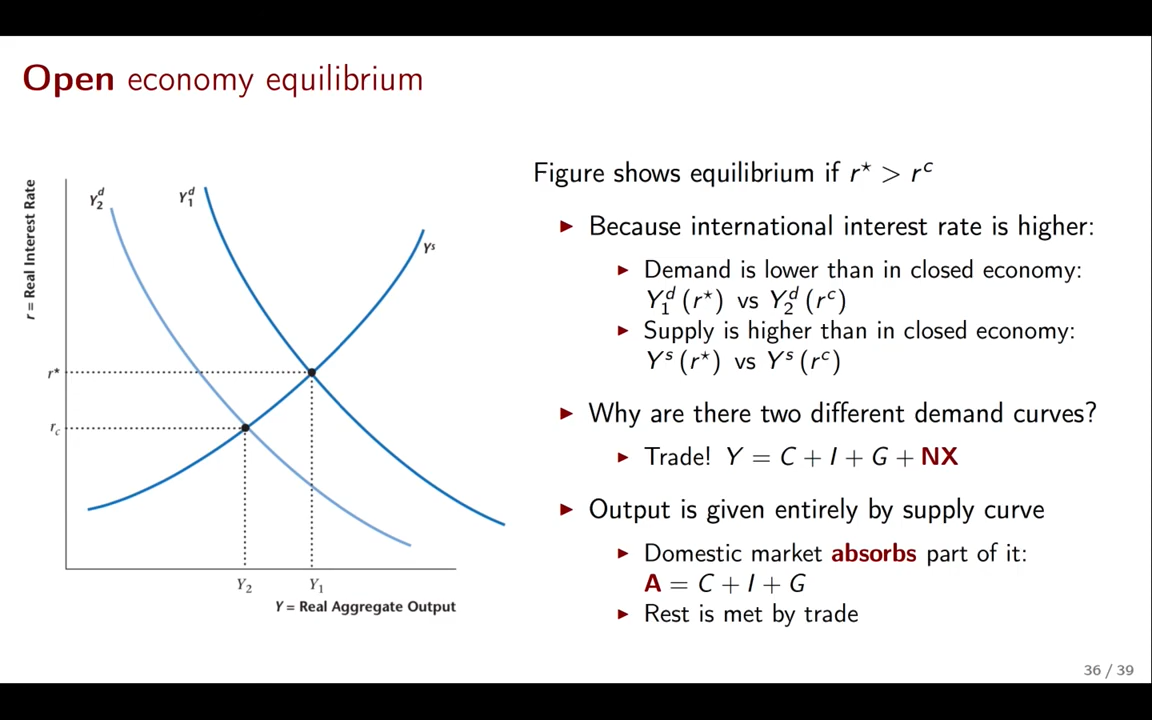 Open economy equilibrium
r = Real Interest Rate
Y₂ᵈ
Y₁ᵈ
Yˢ
r*
r꜀
Y₂
Y₁
Y = Real Aggregate Output
Figure shows equilibrium if r⋆ > rᶜ
▶ Because international interest rate is higher:
▶ Demand is lower than in closed economy:
Y₁ᵈ (r⋆) vs Y₂ᵈ (rᶜ)
▶ Supply is higher than in closed economy:
Yˢ (r⋆) vs Yˢ (rᶜ)
▶ Why are there two different demand curves?
▶ Trade! Y = C + I + G + NX
▶ Output is given entirely by supply curve
▶ Domestic market absorbs part of it:
A = C + I + G
▶ Rest is met by trade
36 / 39